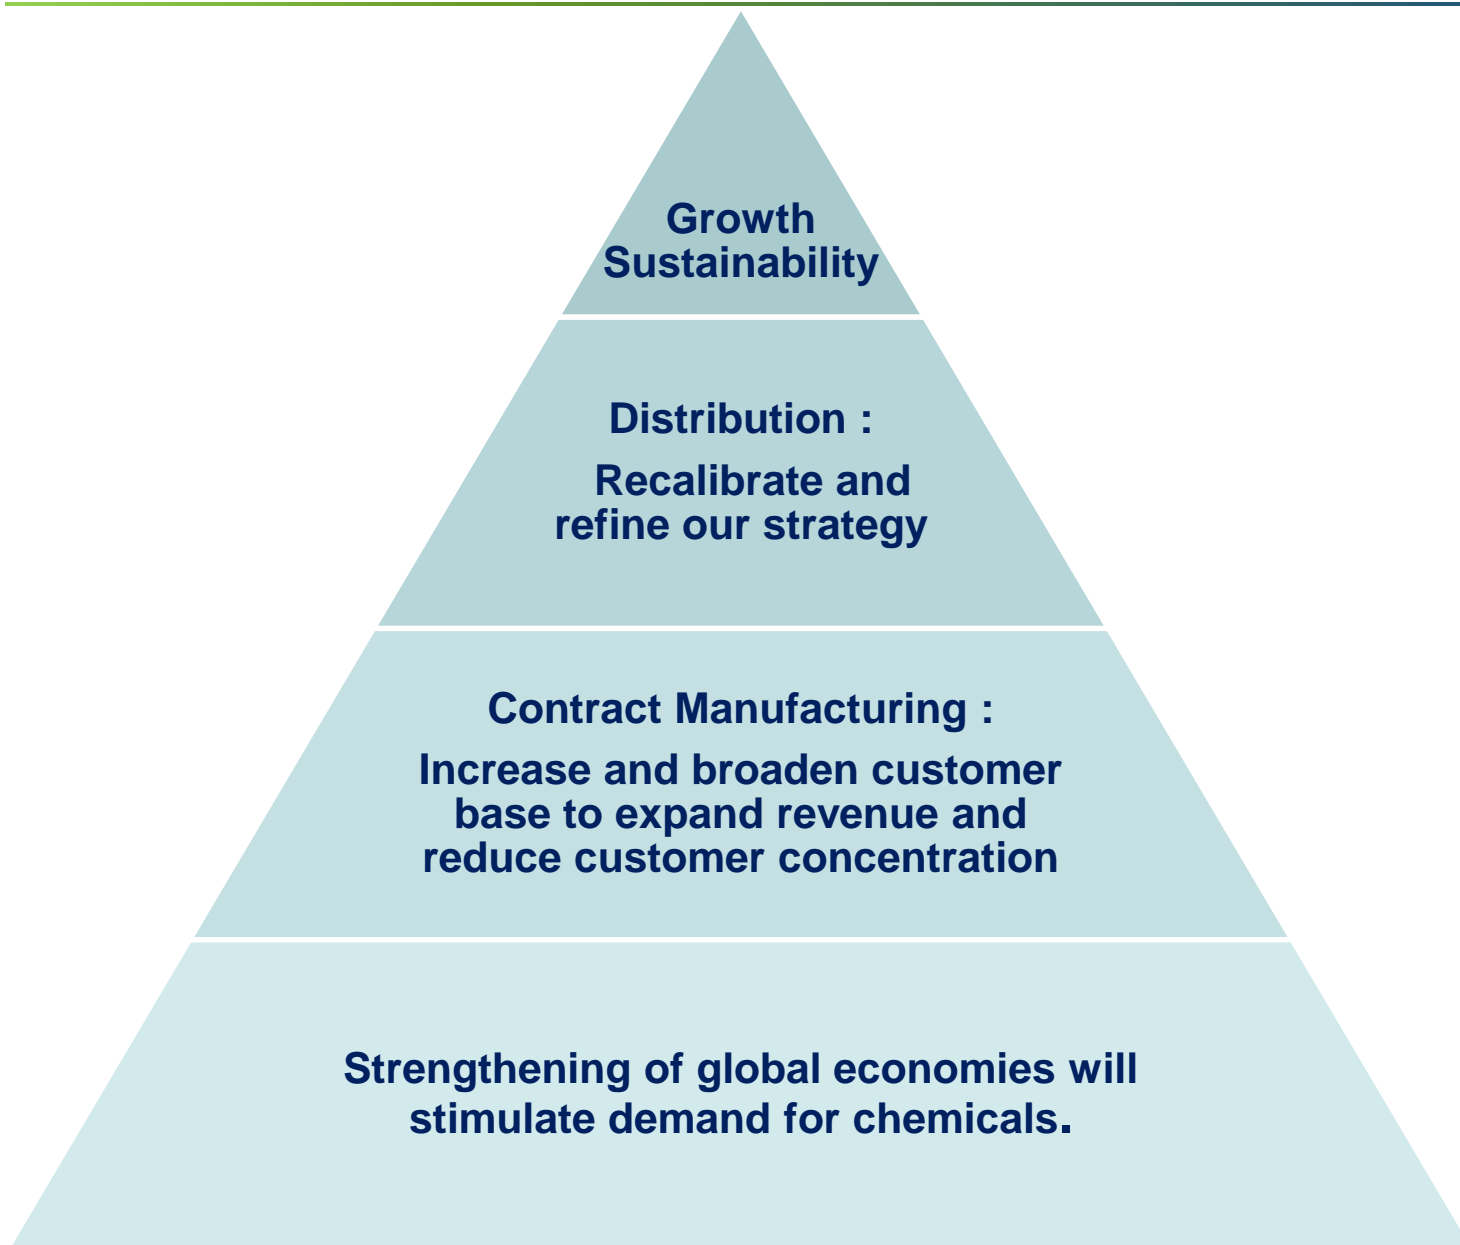 Growth
Sustainability
Distribution :
Recalibrate and
refine our strategy
Contract Manufacturing :
Increase and broaden customer
base to expand revenue and
reduce customer concentration
Strengthening of global economies will
stimulate demand for chemicals.